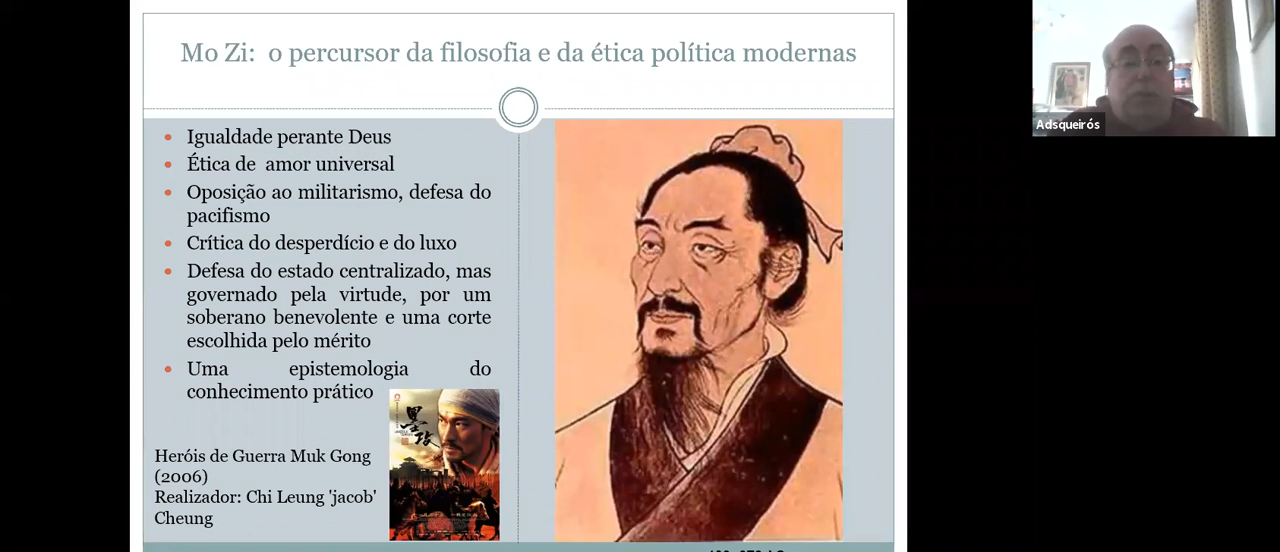 Mo Zi: o percursor da filosofia e da ética política modernas
Igualdade perante Deus
Ética de amor universal
Oposição ao militarismo, defesa do
pacifismo
Crítica do desperdício e do luxo
Defesa do estado centralizado, mas
governado pela virtude, por um
soberano benevolente e uma corte
escolhida pelo mérito
Uma epistemologia do
conhecimento prático
墨攻
Heróis de Guerra Muk Gong
(2006)
Realizador: Chi Leung 'jacob'
Cheung
Adsqueirós